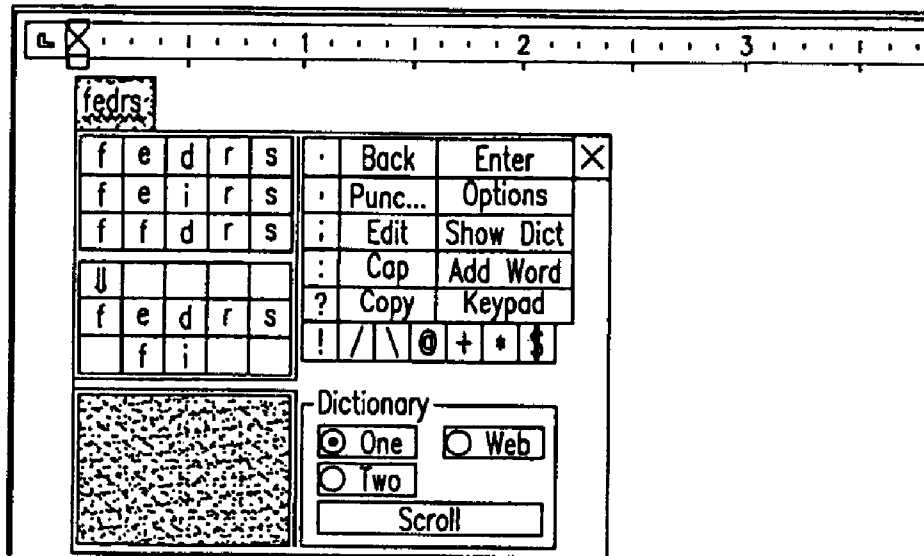 1 2 3
fedrs
f e d r s · Back Enter X
f e i r s , Punc... Options
f f d r s ; Edit Show Dict
⇓ : Cap Add Word
f e d r s ? Copy Keypad
f i ! / \ @ + * $
Dictionary
One Web
Two
Scroll